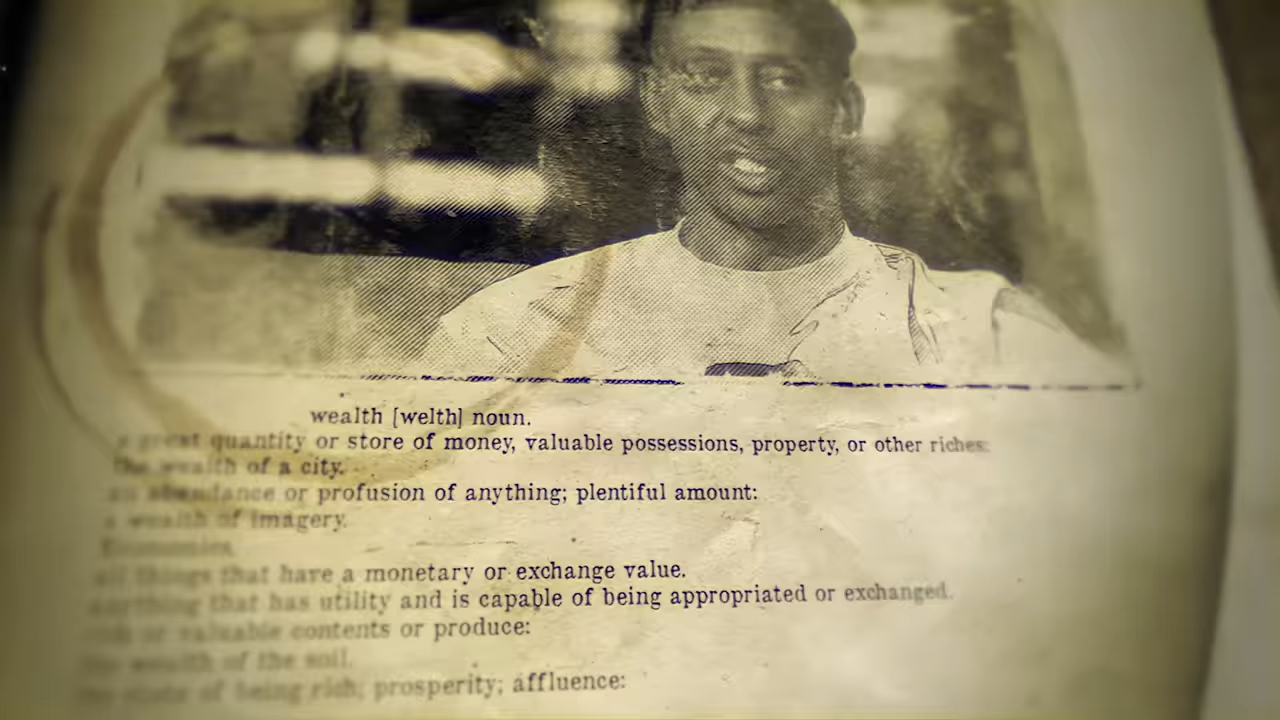 wealth [welth] noun.
a great quantity or store of money, valuable possessions, property, or other riches:
the wealth of a city.
an abundance or profusion of anything; plentiful amount:
a wealth of imagery.
Economics
all things that have a monetary or exchange value.
anything that has utility and is capable of being appropriated or exchanged.
rich or valuable contents or produce:
the wealth of the soil.
the state of being rich; prosperity; affluence: